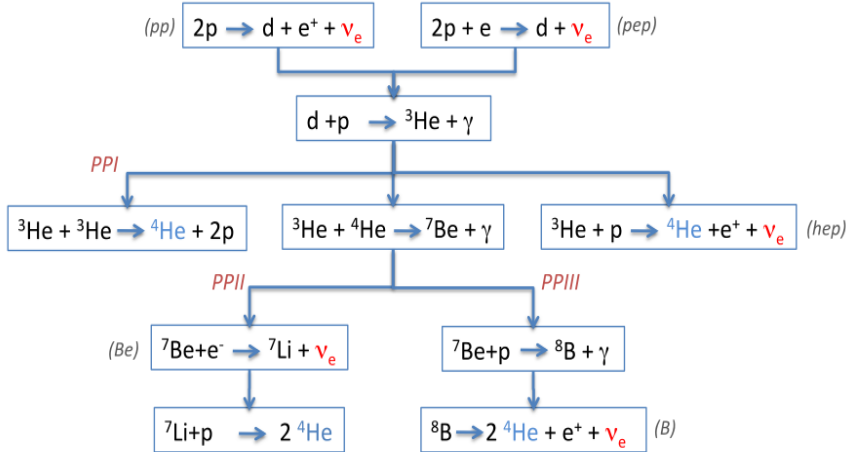 (pp) 2p → d + e⁺ + νₑ 2p + e → d + νₑ (pep)
d +p → ³He + γ
PPI
³He + ³He → ⁴He + 2p ³He + ⁴He → ⁷Be + γ ³He + p → ⁴He +e⁺ + νₑ (hep)
PPII PPIII
(Be) ⁷Be+e⁻ → ⁷Li + νₑ ⁷Be+p → ⁸B + γ
⁷Li+p → 2 ⁴He ⁸B → 2 ⁴He + e⁺ + νₑ (B)